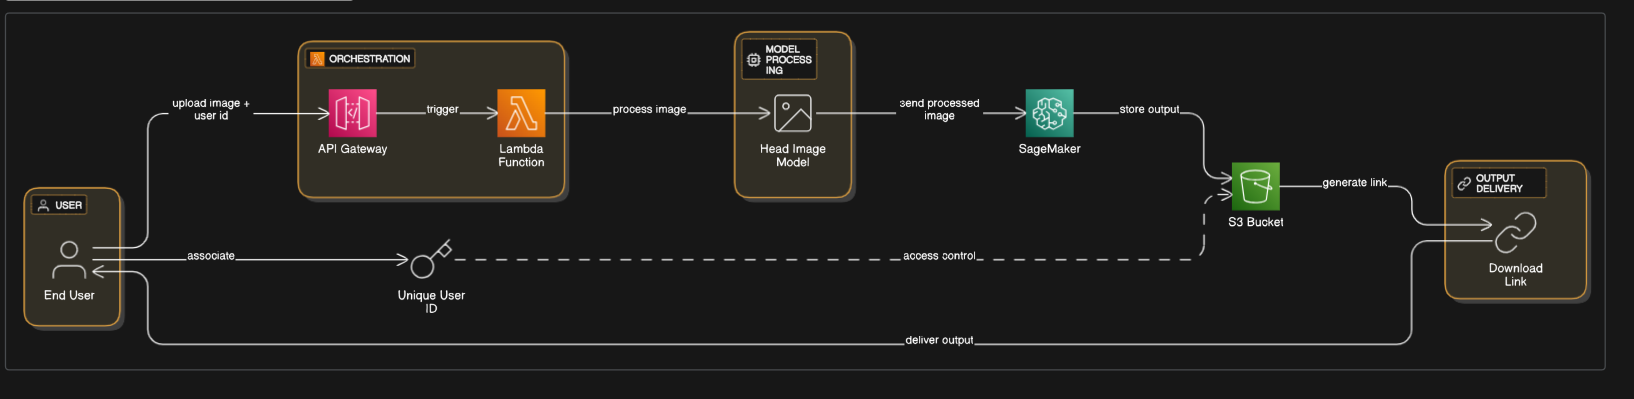 ORCHESTRATION
MODEL
PROCESS
ING
upload image +
user id
trigger
process image
send processed
image
store output
API Gateway
Lambda
Function
Head Image
Model
SageMaker
USER
OUTPUT
DELIVERY
generate link
S3 Bucket
associate
access control
End User
Unique User
ID
Download
Link
deliver output